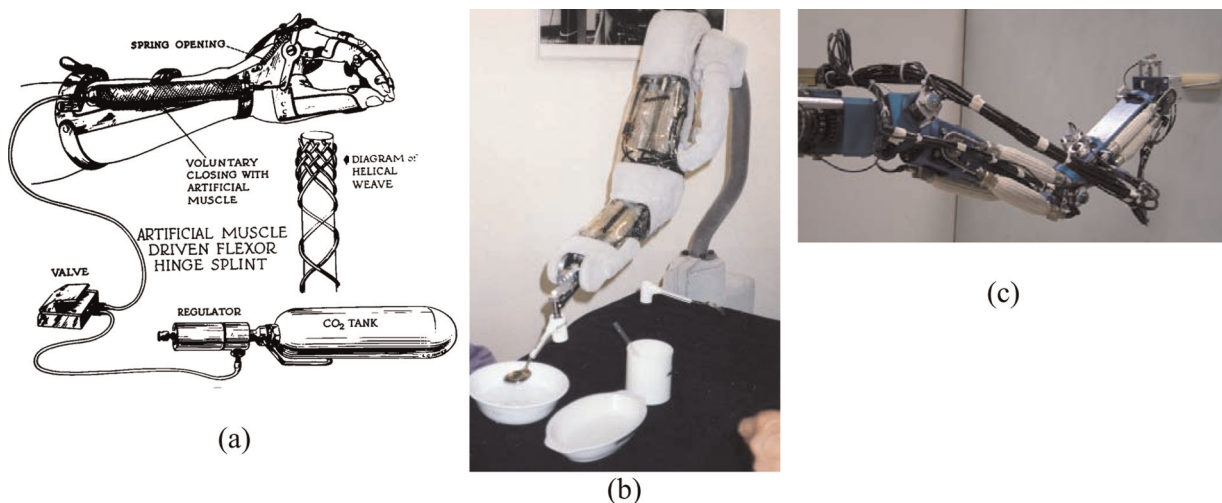 SPRING OPENING
VOLUNTARY
CLOSING WITH
ARTIFICIAL
MUSCLE
DIAGRAM of
HELICAL
WEAVE
ARTIFICIAL MUSCLE
DRIVEN FLEXOR
HINGE SPLINT
VALVE
REGULATOR
CO₂ TANK
(a)
(b)
(c)